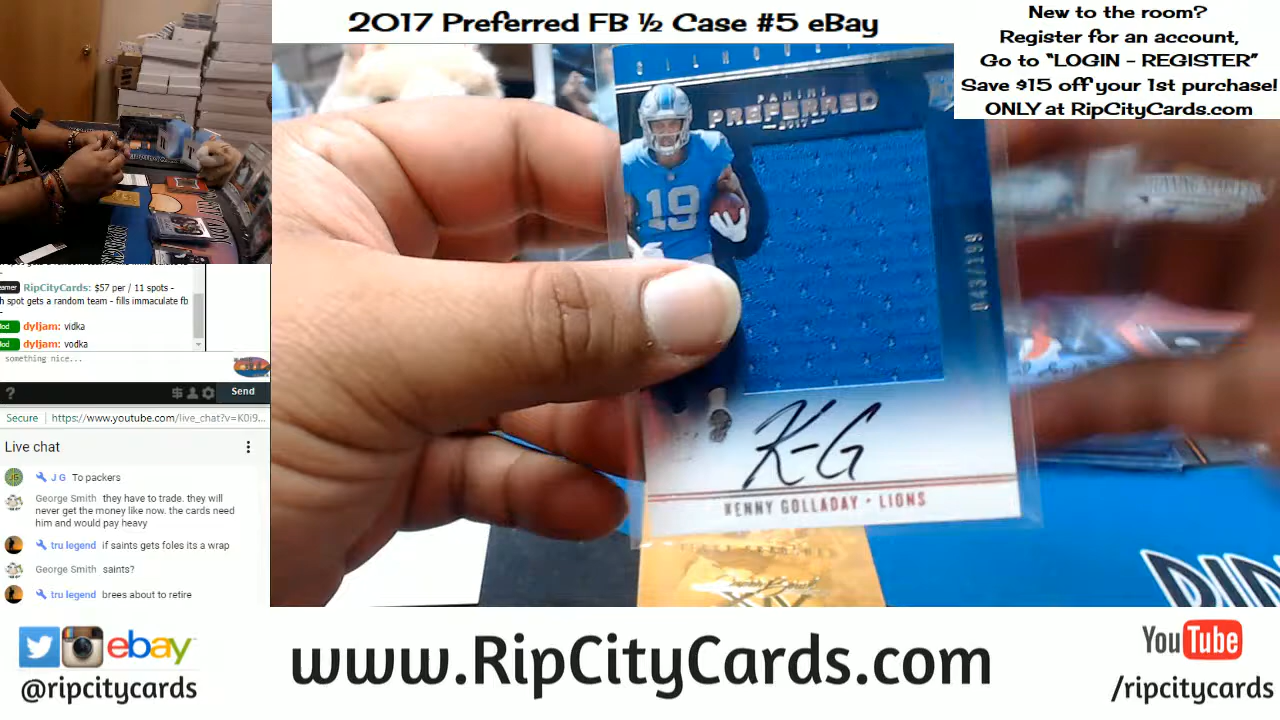 2017 Preferred FB ½ Case #5 eBay
New to the room?
Register for an account,
Go to “LOGIN - REGISTER”
Save $15 off your 1st purchase!
ONLY at RipCityCards.com
PANINI
PREFERRED
2017
19
043/199
K-G
KENNY GOLLADAY • LIONS
RipCityCards: $57 per / 11 spots -
spot gets a random team - fills immaculate fb
dyljam: vidka
dyljam: vodka
something nice...
?
Send
Secure https://www.youtube.com/live_chat?v=K0i9...
Live chat
J G To packers
George Smith they have to trade. they will
never get the money like now. the cards need
him and would pay heavy
tru legend if saints gets foles its a wrap
George Smith saints?
tru legend brees about to retire
ebay
@ripcitycards
www.RipCityCards.com
YouTube
/ripcitycards